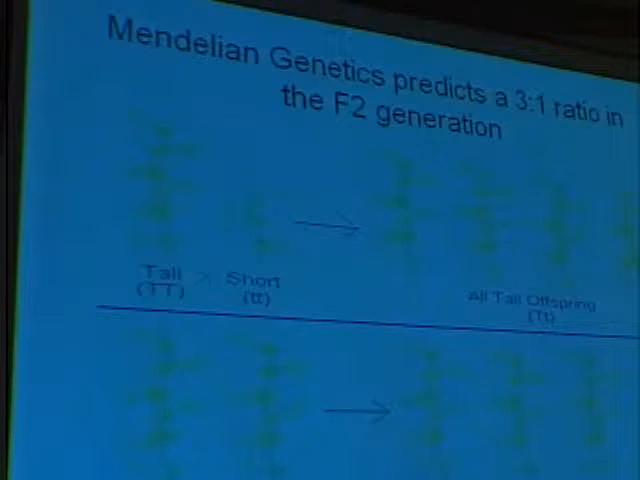 Mendelian Genetics predicts a 3:1 ratio in
the F2 generation
Tall × Short
(TT) (tt)
All Tall Offspring
(Tt)